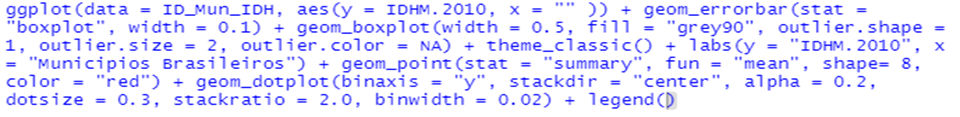 ggplot(data = ID_Mun_IDH, aes(y = IDHM.2010, x = "" )) + geom_errorbar(stat =
"boxplot", width = 0.1) + geom_boxplot(width = 0.5, fill = "grey90", outlier.shape =
1, outlier.size = 2, outlier.color = NA) + theme_classic() + labs(y = "IDHM.2010", x
= "Municipios Brasileiros") + geom_point(stat = "summary", fun = "mean", shape= 8,
color = "red") + geom_dotplot(binaxis = "y", stackdir = "center", alpha = 0.2,
dotsize = 0.3, stackratio = 2.0, binwidth = 0.02) + legend()